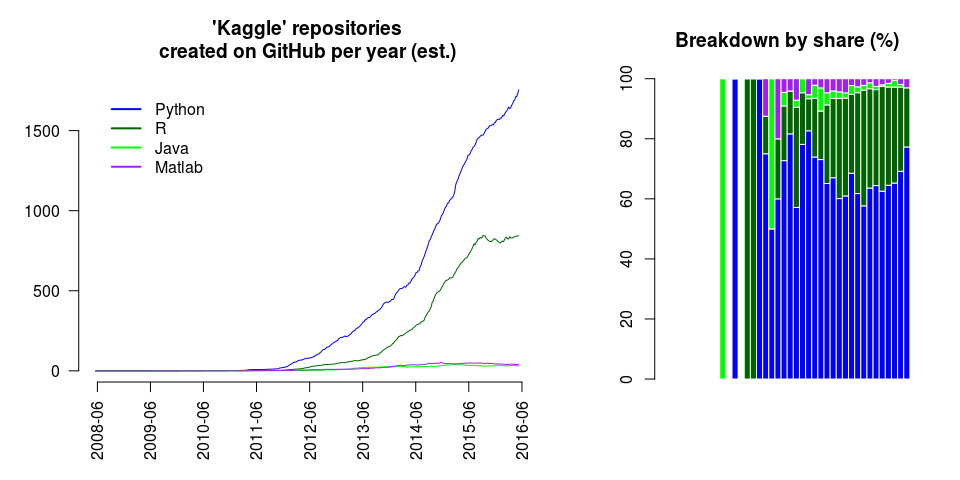 'Kaggle' repositories
created on GitHub per year (est.)
Python
R
Java
Matlab
1500
1000
500
0
2008-06
2009-06
2010-06
2011-06
2012-06
2013-06
2014-06
2015-06
2016-06
Breakdown by share (%)
100
80
60
40
20
0